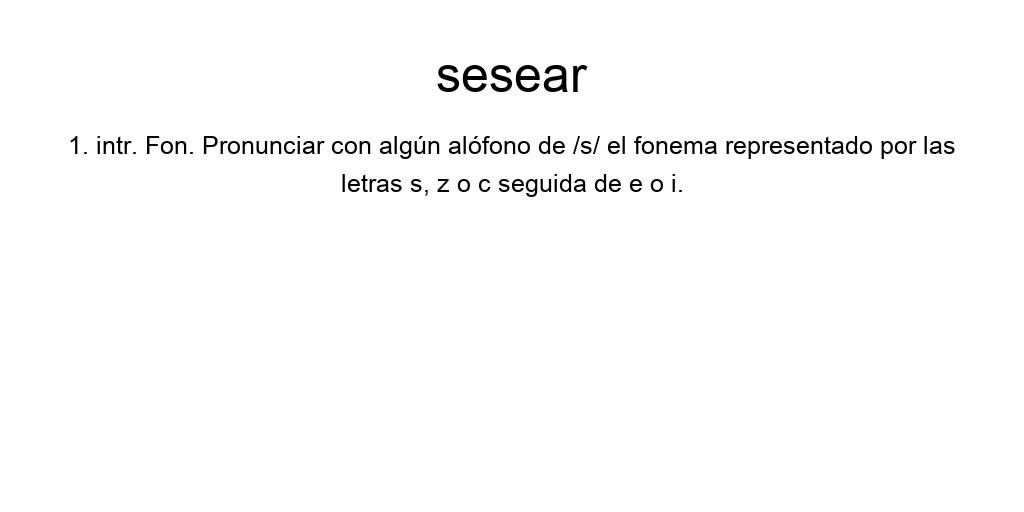 sesear
1. intr. Fon. Pronunciar con algún alófono de /s/ el fonema representado por las
letras s, z o c seguida de e o i.